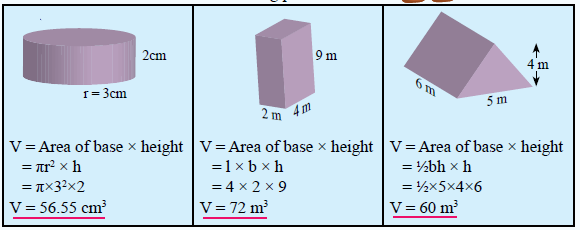 2cm
r = 3cm
V = Area of base × height
= πr² × h
= π×3²×2
V = 56.55 cm³
9 m
2 m
4 m
V = Area of base × height
= l × b × h
= 4 × 2 × 9
V = 72 m³
4 m
6 m
5 m
V = Area of base × height
= ½bh × h
= ½×5×4×6
V = 60 m³